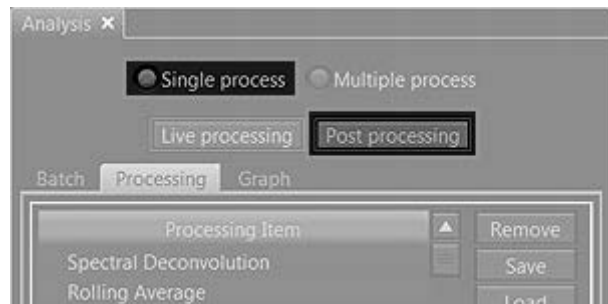 Analysis ×
Single process Multiple process
Live processing Post processing
Batch Processing Graph
Processing Item Remove
Spectral Deconvolution Save
Rolling Average Load